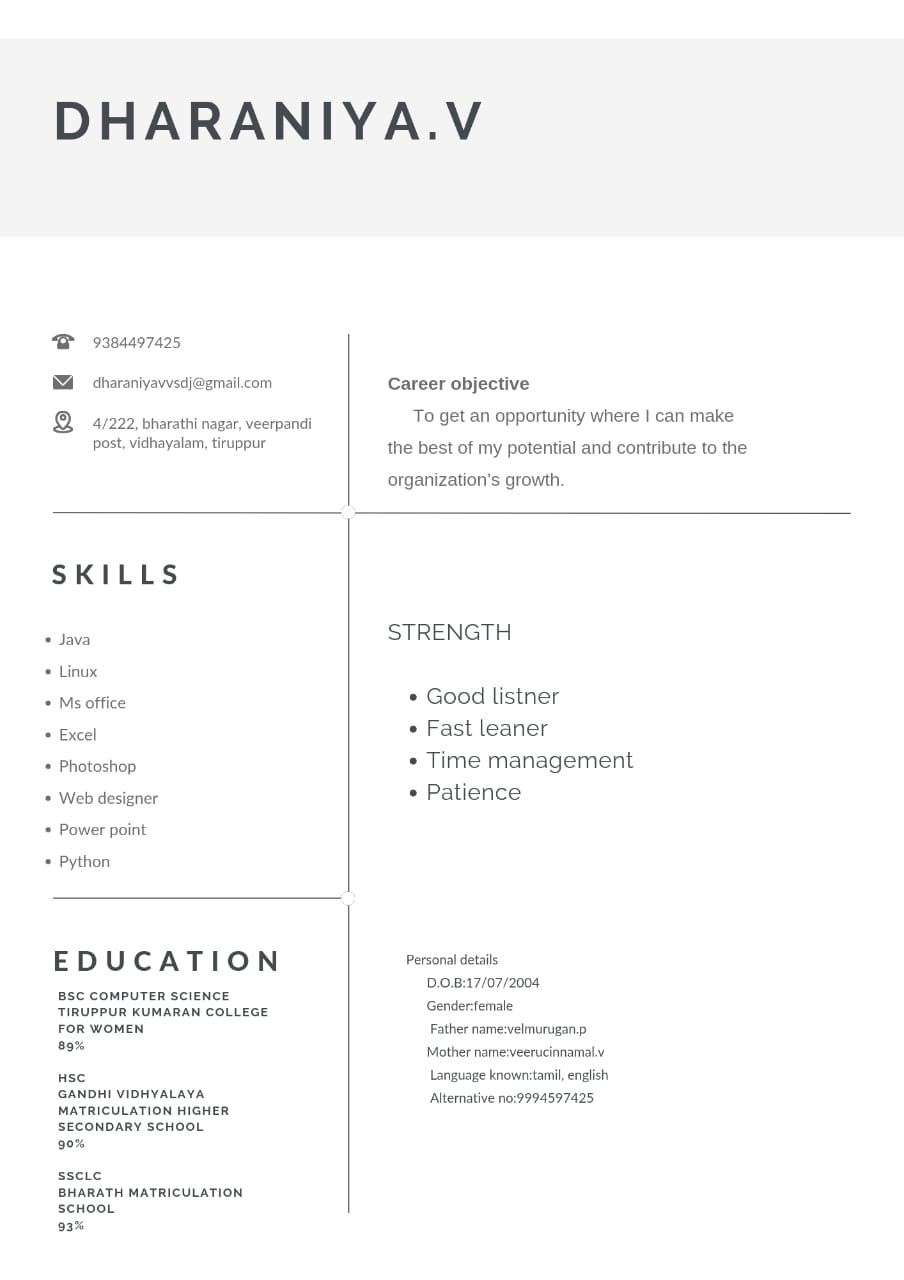 DHARANIYA.V
9384497425
dharaniyavvsdj@gmail.com
4/222, bharathi nagar, veerpandi
post, vidhayalam, tiruppur
Career objective
To get an opportunity where I can make
the best of my potential and contribute to the
organization's growth.
SKILLS
• Java
• Linux
• Ms office
• Excel
• Photoshop
• Web designer
• Power point
• Python
STRENGTH
• Good listner
• Fast leaner
• Time management
• Patience
EDUCATION
BSC COMPUTER SCIENCE
TIRUPPUR KUMARAN COLLEGE
FOR WOMEN
89%
HSC
GANDHI VIDHYALAYA
MATRICULATION HIGHER
SECONDARY SCHOOL
90%
SSCLC
BHARATH MATRICULATION
SCHOOL
93%
Personal details
D.O.B:17/07/2004
Gender:female
Father name:velmurugan.p
Mother name:veerucinnamal.v
Language known:tamil, english
Alternative no:9994597425